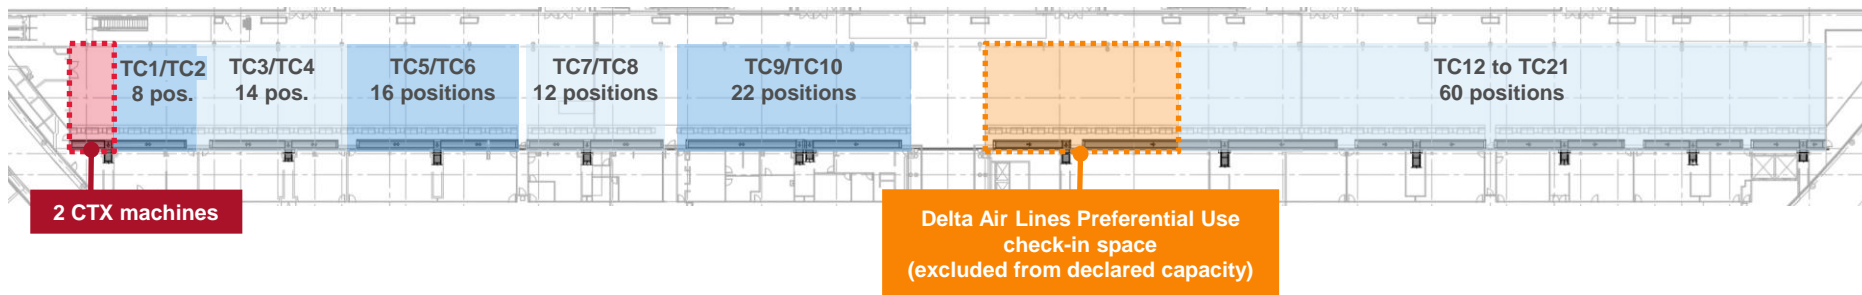 TC1/TC2
8 pos.
TC3/TC4
14 pos.
TC5/TC6
16 positions
TC7/TC8
12 positions
TC9/TC10
22 positions
TC12 to TC21
60 positions
2 CTX machines
Delta Air Lines Preferential Use
check-in space
(excluded from declared capacity)